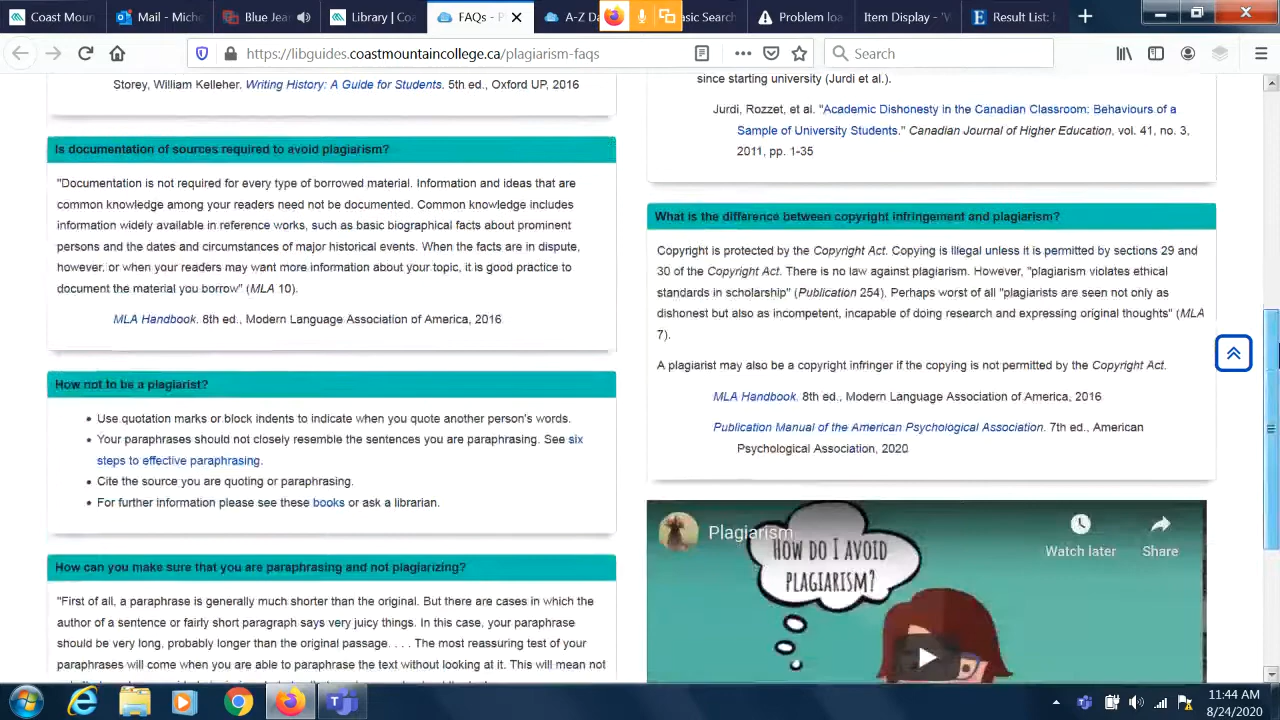 Coast Moun
Mail - Mich
Blue Jea
Library | Coa
FAQs - P
A-Z Da
asic Search
Problem loa
Item Display - 'V
Result List:
https://libguides.coastmountaincollege.ca/plagiarism-faqs
Search
Storey, William Kelleher. Writing History: A Guide for Students. 5th ed., Oxford UP, 2016
Is documentation of sources required to avoid plagiarism?
"Documentation is not required for every type of borrowed material. Information and ideas that are
common knowledge among your readers need not be documented. Common knowledge includes
information widely available in reference works, such as basic biographical facts about prominent
persons and the dates and circumstances of major historical events. When the facts are in dispute,
however, or when your readers may want more information about your topic, it is good practice to
document the material you borrow" (MLA 10).
MLA Handbook. 8th ed., Modern Language Association of America, 2016
How not to be a plagiarist?
• Use quotation marks or block indents to indicate when you quote another person's words.
• Your paraphrases should not closely resemble the sentences you are paraphrasing. See six
steps to effective paraphrasing.
• Cite the source you are quoting or paraphrasing.
• For further information please see these books or ask a librarian.
How can you make sure that you are paraphrasing and not plagiarizing?
"First of all, a paraphrase is generally much shorter than the original. But there are cases in which the
author of a sentence or fairly short paragraph says very juicy things. In this case, your paraphrase
should be very long, probably longer than the original passage. . . . The most reassuring test of your
paraphrases will come when you are able to paraphrase the text without looking at it. This will mean not
since starting university (Jurdi et al.).
Jurdi, Rozzet, et al. "Academic Dishonesty in the Canadian Classroom: Behaviours of a
Sample of University Students." Canadian Journal of Higher Education, vol. 41, no. 3,
2011, pp. 1-35
What is the difference between copyright infringement and plagiarism?
Copyright is protected by the Copyright Act. Copying is illegal unless it is permitted by sections 29 and
30 of the Copyright Act. There is no law against plagiarism. However, "plagiarism violates ethical
standards in scholarship" (Publication 254). Perhaps worst of all "plagiarists are seen not only as
dishonest but also as incompetent, incapable of doing research and expressing original thoughts" (MLA
7).
A plagiarist may also be a copyright infringer if the copying is not permitted by the Copyright Act.
MLA Handbook. 8th ed., Modern Language Association of America, 2016
Publication Manual of the American Psychological Association. 7th ed., American
Psychological Association, 2020
Plagiarism
Watch later
Share
HOW DO I AVOID
PLAGIARISM?
11:44 AM
8/24/2020